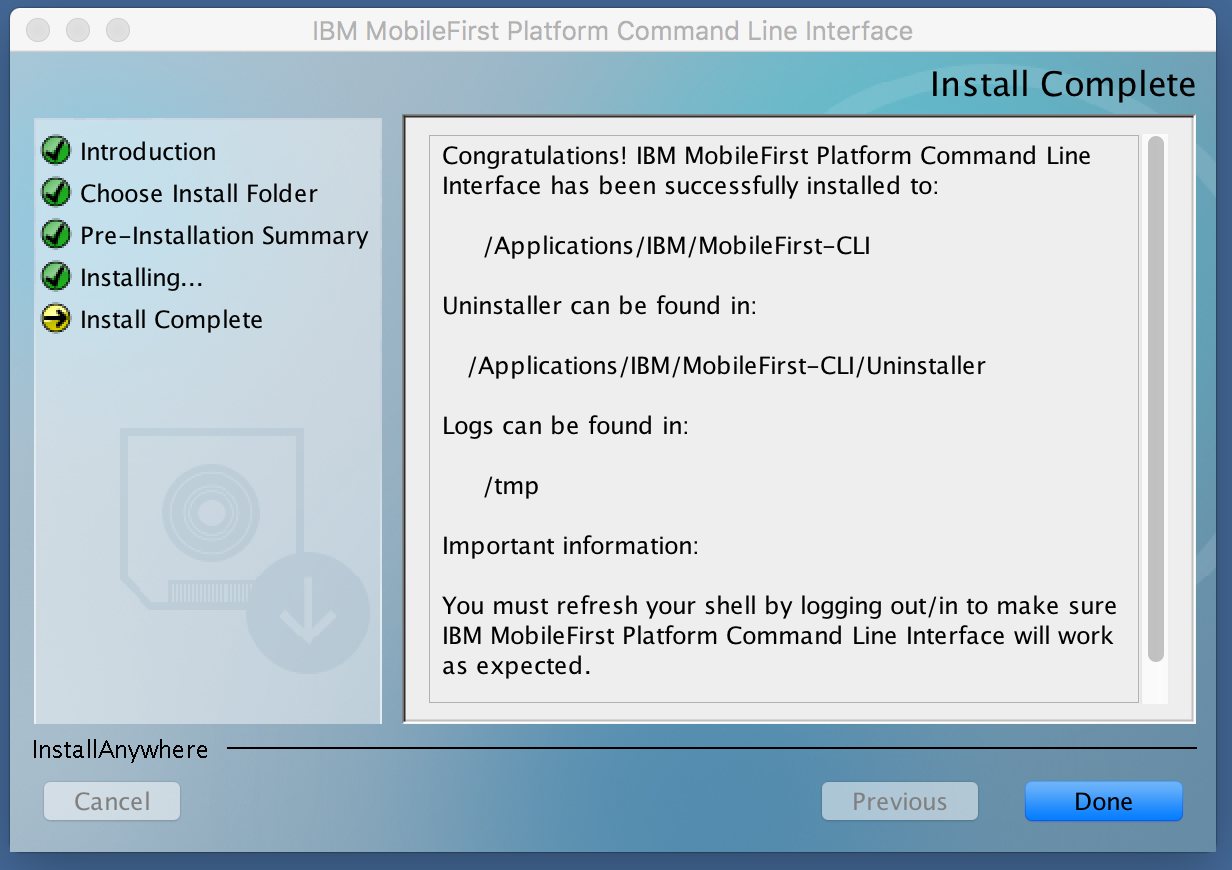 IBM MobileFirst Platform Command Line Interface
Install Complete
Introduction
Choose Install Folder
Pre-Installation Summary
Installing...
Install Complete
Congratulations! IBM MobileFirst Platform Command Line
Interface has been successfully installed to:
/Applications/IBM/MobileFirst-CLI
Uninstaller can be found in:
/Applications/IBM/MobileFirst-CLI/Uninstaller
Logs can be found in:
/tmp
Important information:
You must refresh your shell by logging out/in to make sure
IBM MobileFirst Platform Command Line Interface will work
as expected.
InstallAnywhere
Cancel
Previous
Done